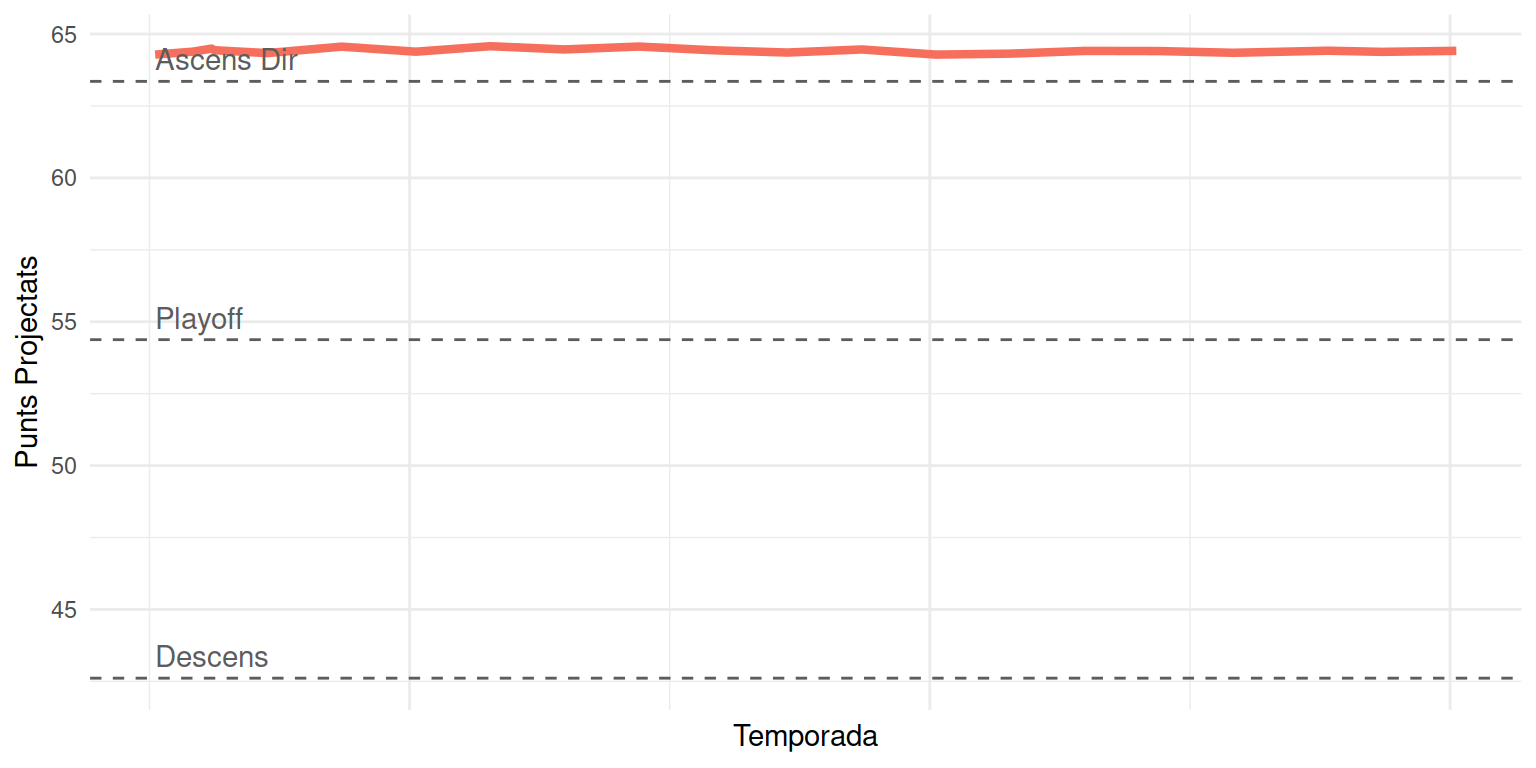 65
Ascens Dir
60
Playoff
55
50
45
Descens
Punts Projectats
Temporada